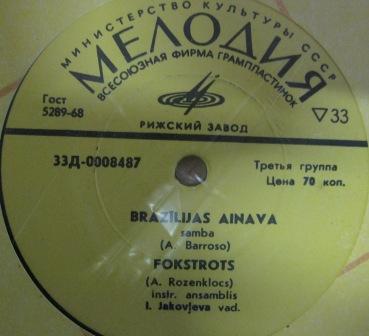 МИНИСТЕРСТВО КУЛЬТУРЫ СССР
МЕЛОДИЯ
ВСЕСОЮЗНАЯ ФИРМА ГРАМПЛАСТИНОК
Гост
5289-68
▽33
РИЖСКИЙ ЗАВОД
33Д-0008487
Третья группа
Цена 70 коп.
BRAZĪLIJAS AINAVA
samba
(A. Barroso)
FOKSTROTS
(A. Rozenklocs)
instr. ansamblis
I. Jakovļeva vad.